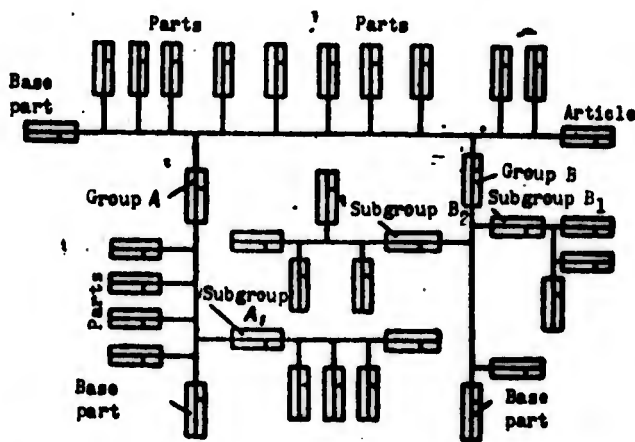 Parts Parts
Base
part
Article
Group A
Group B
Subgroup B2
Subgroup B1
Parts
Subgroup
A1
Base
part
Base
part